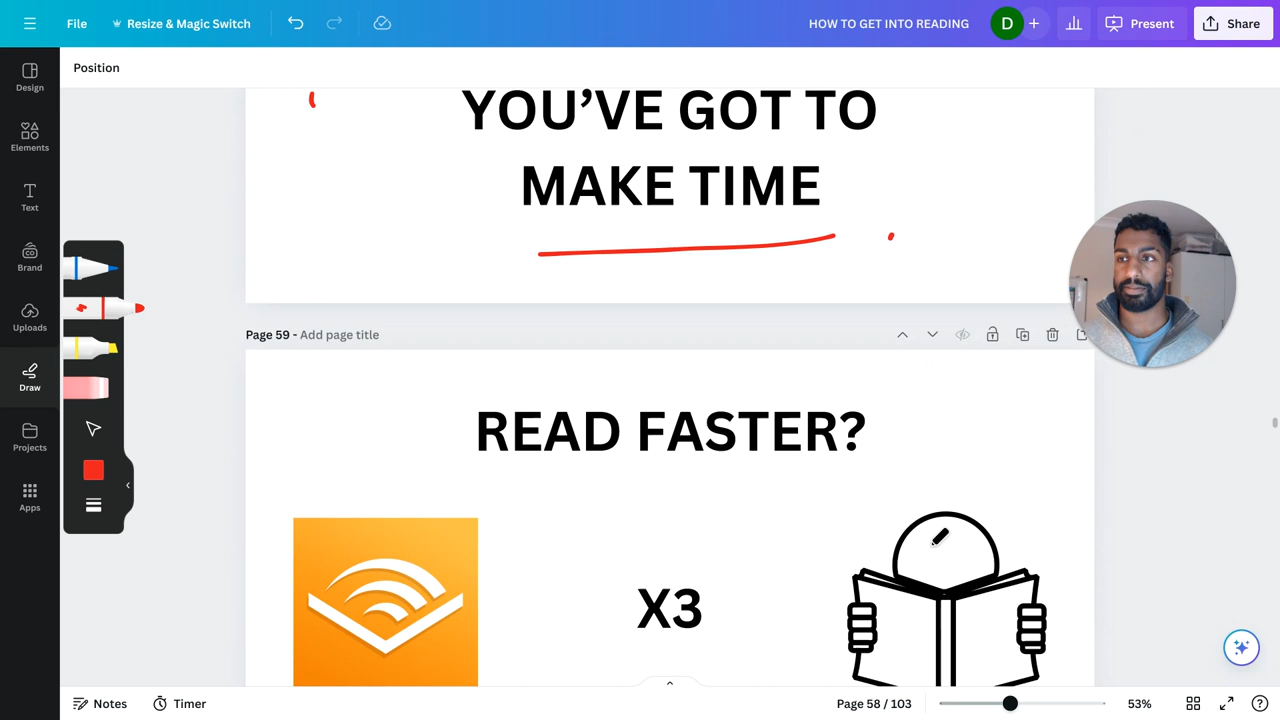 File
Resize & Magic Switch
HOW TO GET INTO READING
D
Present
Share
Position
Design
Elements
Text
Brand
Uploads
Draw
Projects
Apps
YOU’VE GOT TO
MAKE TIME
Page 59 - Add page title
READ FASTER?
X3
Notes
Timer
Page 58 / 103
53%